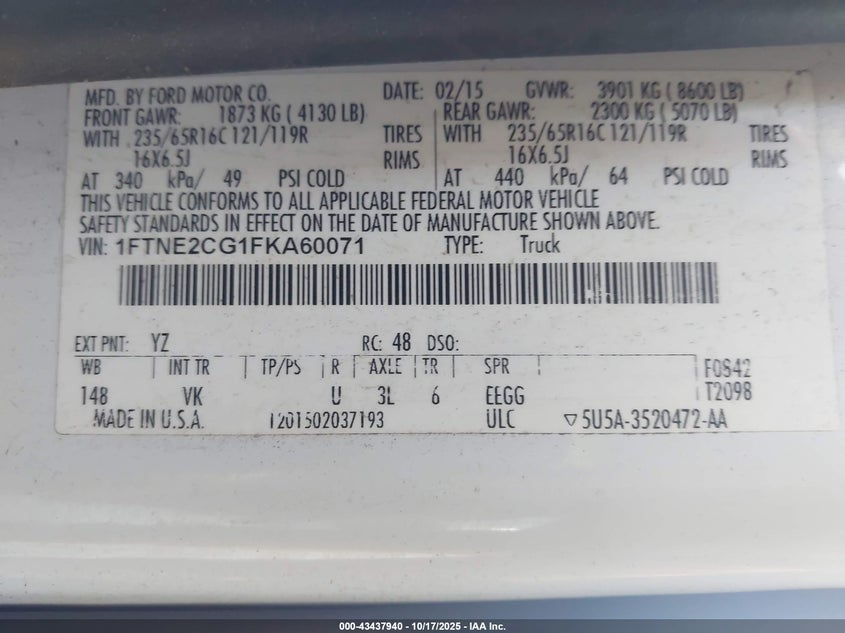 MFD. BY FORD MOTOR CO. DATE: 02/15 GVWR: 3901 KG ( 8600 LB)
FRONT GAWR: 1873 KG ( 4130 LB) REAR GAWR: 2300 KG ( 5070 LB)
WITH 235/65R16C 121/119R TIRES WITH 235/65R16C 121/119R TIRES
16X6.5J RIMS 16X6.5J RIMS
AT 340 kPa/ 49 PSI COLD AT 440 kPa/ 64 PSI COLD
THIS VEHICLE CONFORMS TO ALL APPLICABLE FEDERAL MOTOR VEHICLE
SAFETY STANDARDS IN EFFECT ON THE DATE OF MANUFACTURE SHOWN ABOVE.
VIN: 1FTNE2CG1FKA60071 TYPE: Truck
EXT PNT: YZ RC: 48 DSO:
WB INT TR TP/PS R AXLE TR SPR F0S42
148 VK U 3L 6 EEGG T2098
MADE IN U.S.A. T201502037193 ULC ▽5U5A-3520472-AA
000-43437940 - 10/17/2025 - IAA Inc.